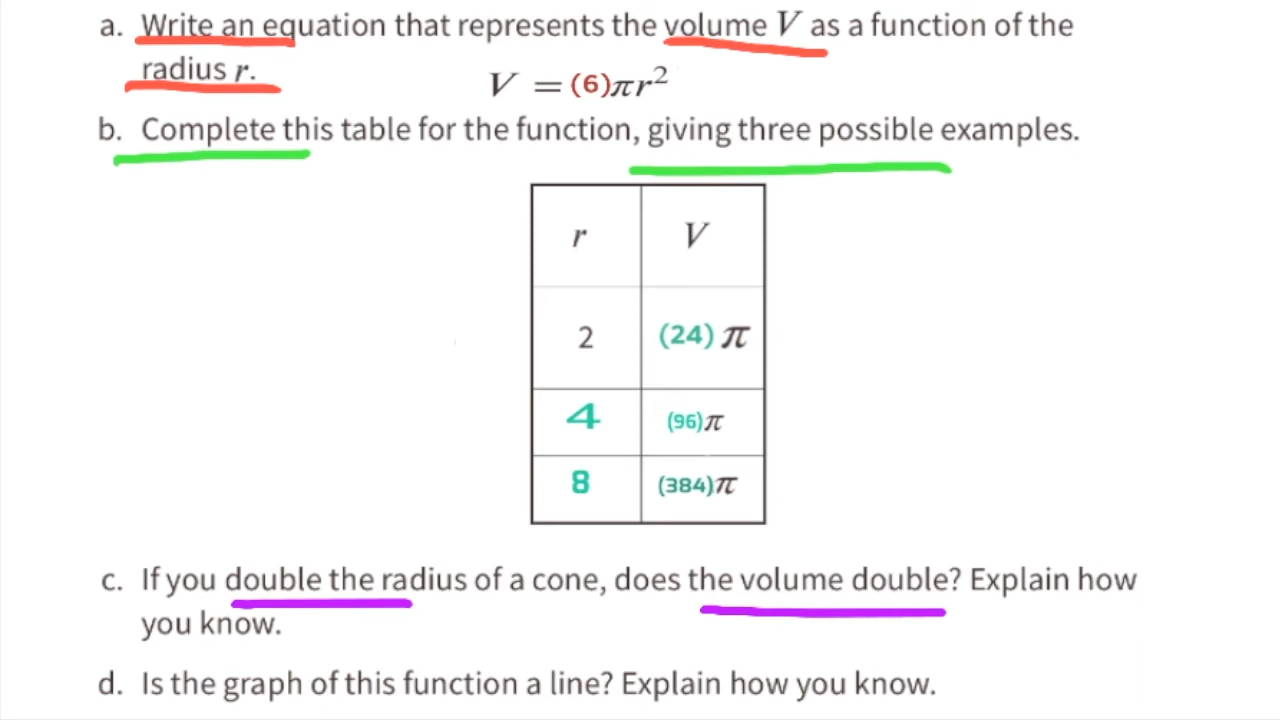 a. Write an equation that represents the volume V as a function of the
radius r.
V = (6)πr²
b. Complete this table for the function, giving three possible examples.
r V
2 (24) π
4 (96)π
8 (384)π
c. If you double the radius of a cone, does the volume double? Explain how
you know.
d. Is the graph of this function a line? Explain how you know.